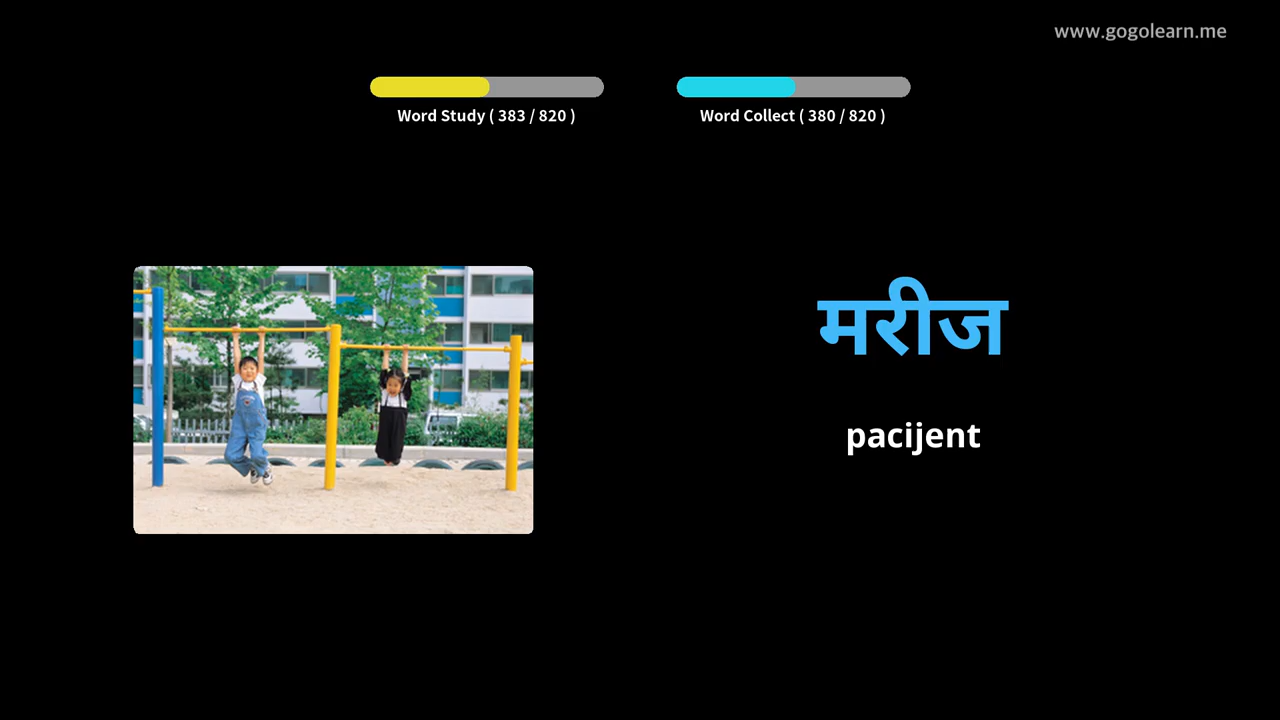 www.gogolearn.me
Word Study ( 383 / 820 )
Word Collect ( 380 / 820 )
मरीज
pacijent